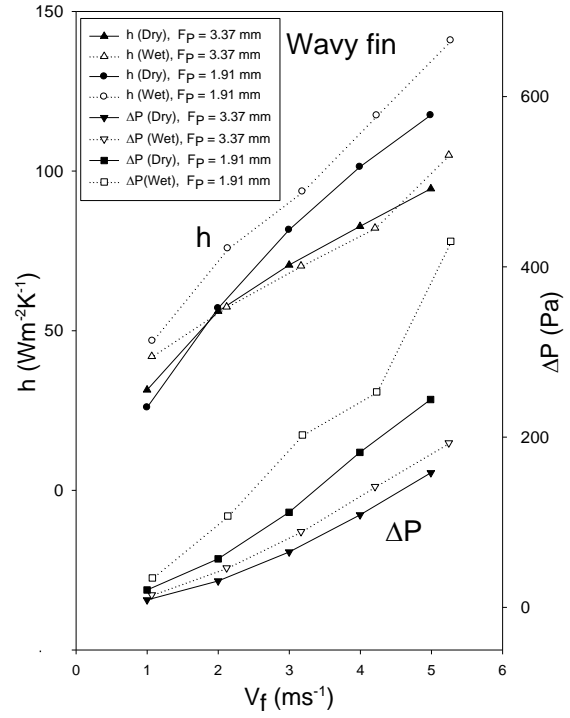 Wavy fin
h (Dry), FP = 3.37 mm
h (Wet), FP = 3.37 mm
h (Dry), FP = 1.91 mm
h (Wet), FP = 1.91 mm
ΔP (Dry), FP = 3.37 mm
ΔP (Wet), FP = 3.37 mm
ΔP (Dry), FP = 1.91 mm
ΔP(Wet), FP = 1.91 mm
h
ΔP
h (Wm-2K-1)
150
100
50
0
ΔP (Pa)
600
400
200
0
0 1 2 3 4 5 6
Vf (ms-1)